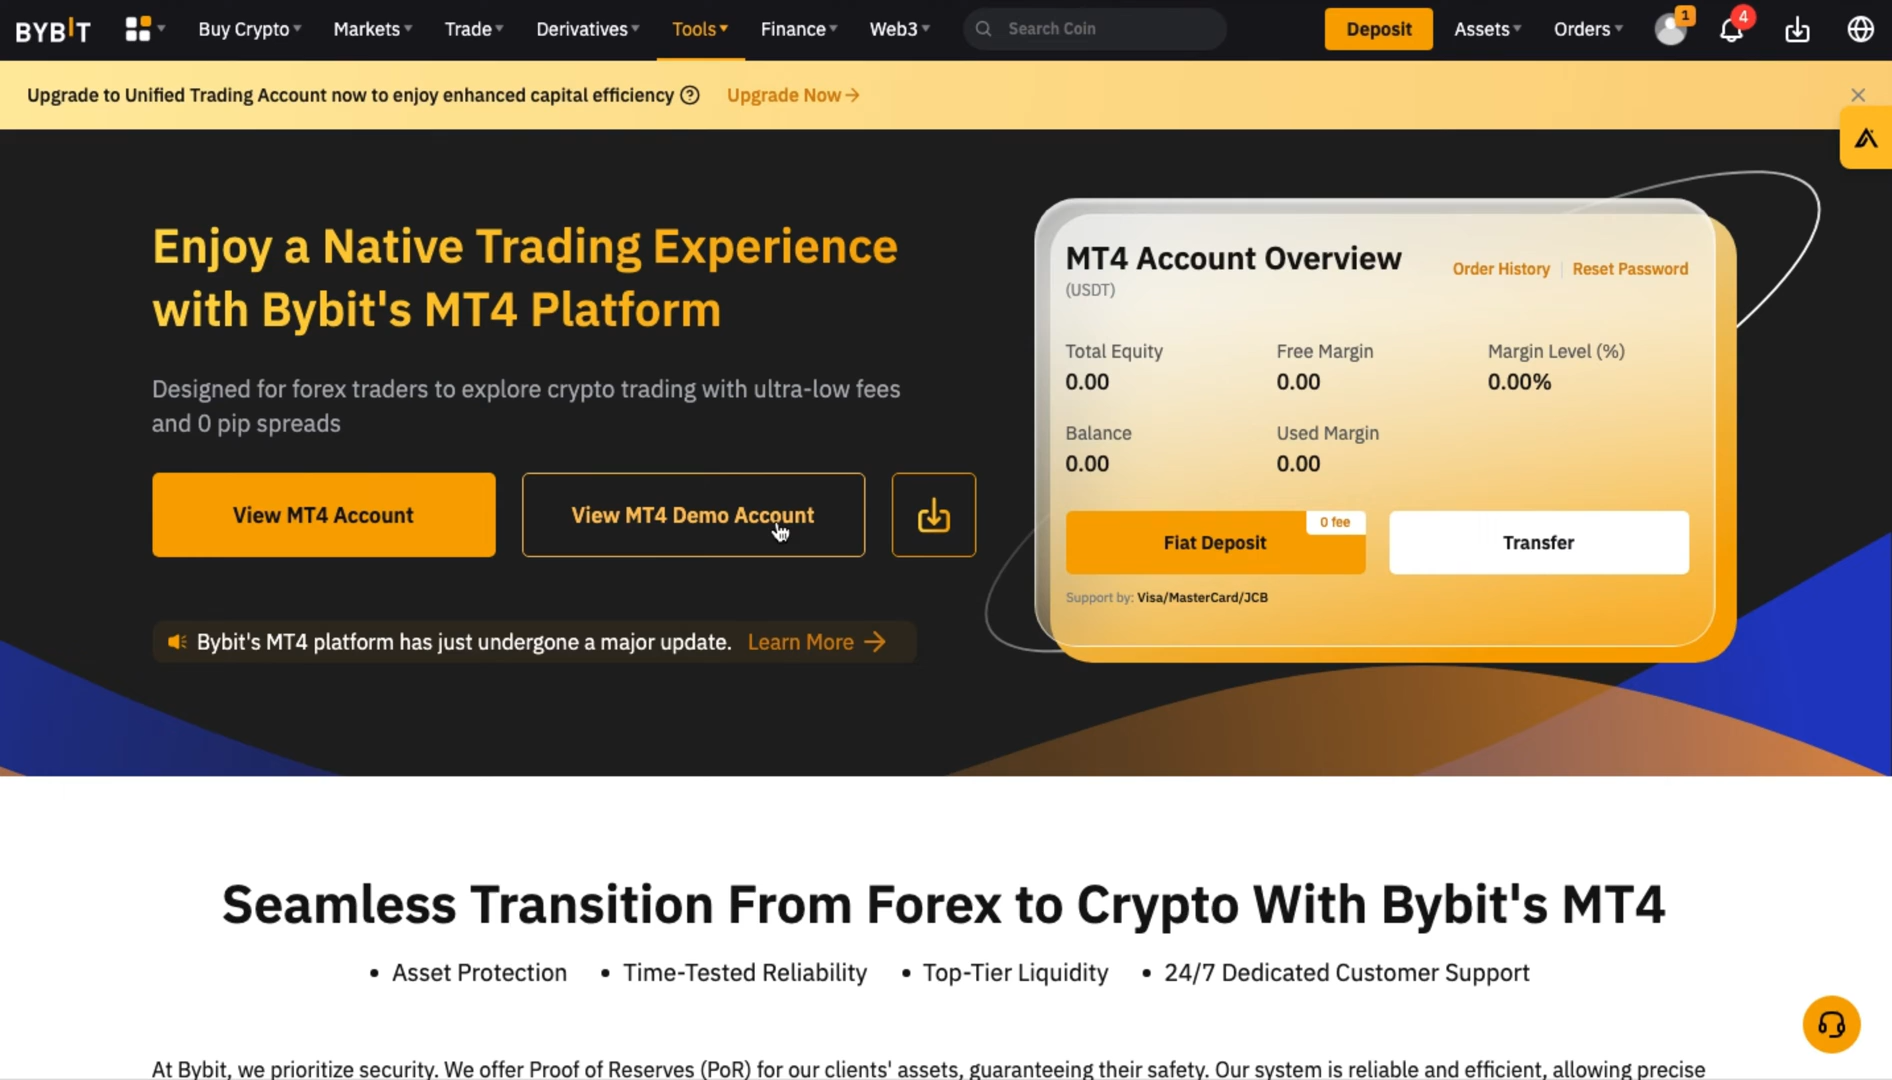 BYBIT
Buy Crypto
Markets
Trade
Derivatives
Tools
Finance
Web3
Search Coin
Deposit
Assets
Orders
1
4
Upgrade to Unified Trading Account now to enjoy enhanced capital efficiency ? Upgrade Now →
Enjoy a Native Trading Experience
with Bybit's MT4 Platform
Designed for forex traders to explore crypto trading with ultra-low fees
and 0 pip spreads
View MT4 Account
View MT4 Demo Account
Bybit's MT4 platform has just undergone a major update. Learn More →
MT4 Account Overview
(USDT)
Order History | Reset Password
Total Equity
0.00
Free Margin
0.00
Margin Level (%)
0.00%
Balance
0.00
Used Margin
0.00
0 fee
Fiat Deposit
Transfer
Support by: Visa/MasterCard/JCB
Seamless Transition From Forex to Crypto With Bybit's MT4
• Asset Protection • Time-Tested Reliability • Top-Tier Liquidity • 24/7 Dedicated Customer Support
At Bybit, we prioritize security. We offer Proof of Reserves (PoR) for our clients' assets, guaranteeing their safety. Our system is reliable and efficient, allowing precise